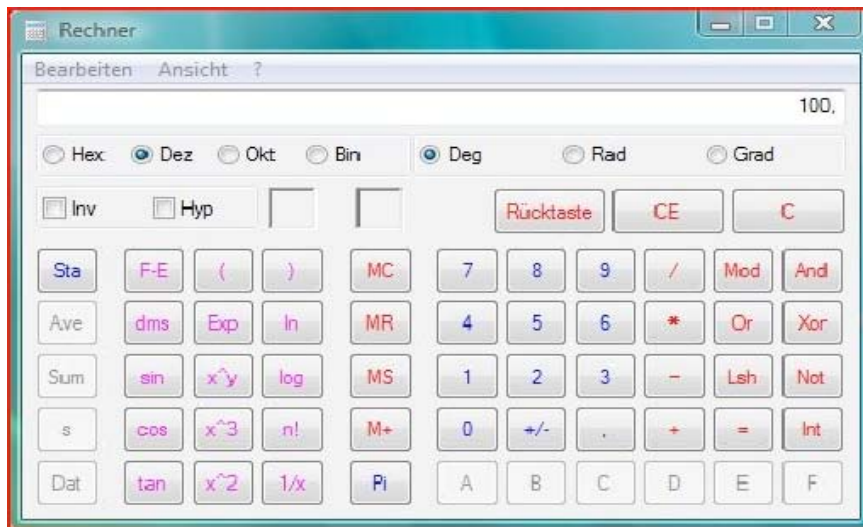 Rechner
Bearbeiten Ansicht ?
100,
Hex Dez Okt Bin Deg Rad Grad
Inv Hyp Rücktaste CE C
Sta F-E ( ) MC 7 8 9 / Mod And
Ave dms Exp ln MR 4 5 6 * Or Xor
Sum sin x^y log MS 1 2 3 - Lsh Not
s cos x^3 n! M+ 0 +/- , + = Int
Dat tan x^2 1/x Pi A B C D E F